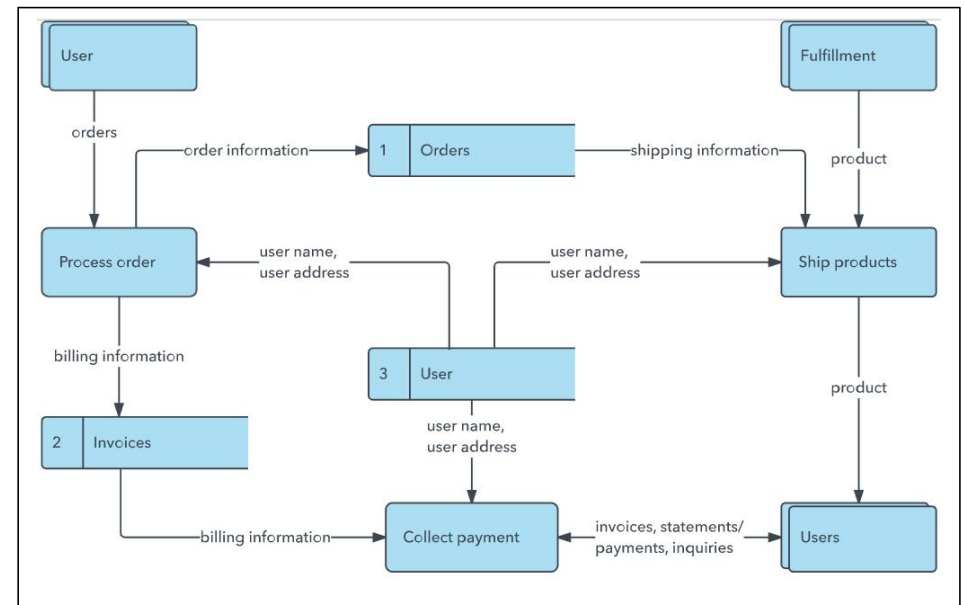 User
Fulfillment
orders
order information
1 Orders
shipping information
product
Process order
user name,
user address
user name,
user address
Ship products
billing information
3 User
product
2 Invoices
user name,
user address
billing information
Collect payment
invoices, statements/
payments, inquiries
Users